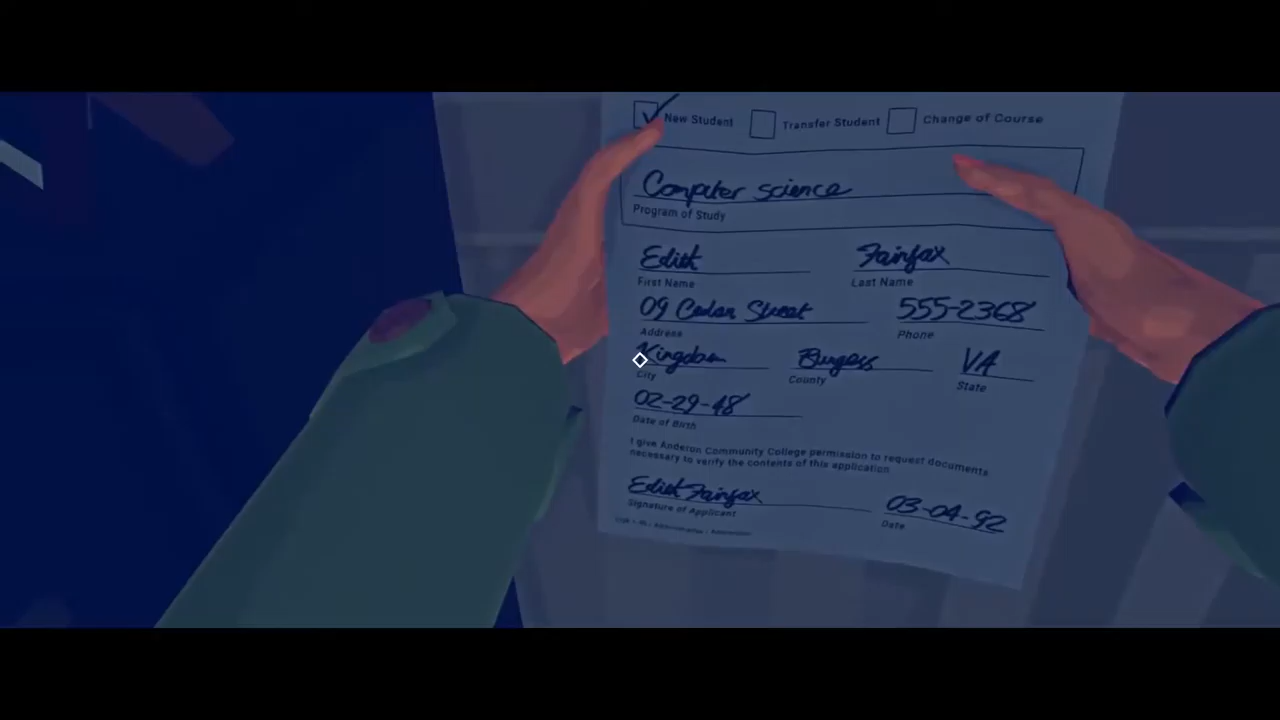 New Student Transfer Student Change of Course
Computer science
Program of Study
Edith Fairfax
First Name Last Name
09 Cedar Street 555-2368
Address Phone
Kingdom Burgess VA
City County State
02-29-48
Date of Birth
I give Anderon Community College permission to request documents
necessary to verify the contents of this application
Edith Fairfax 03-04-92
Signature of Applicant Date